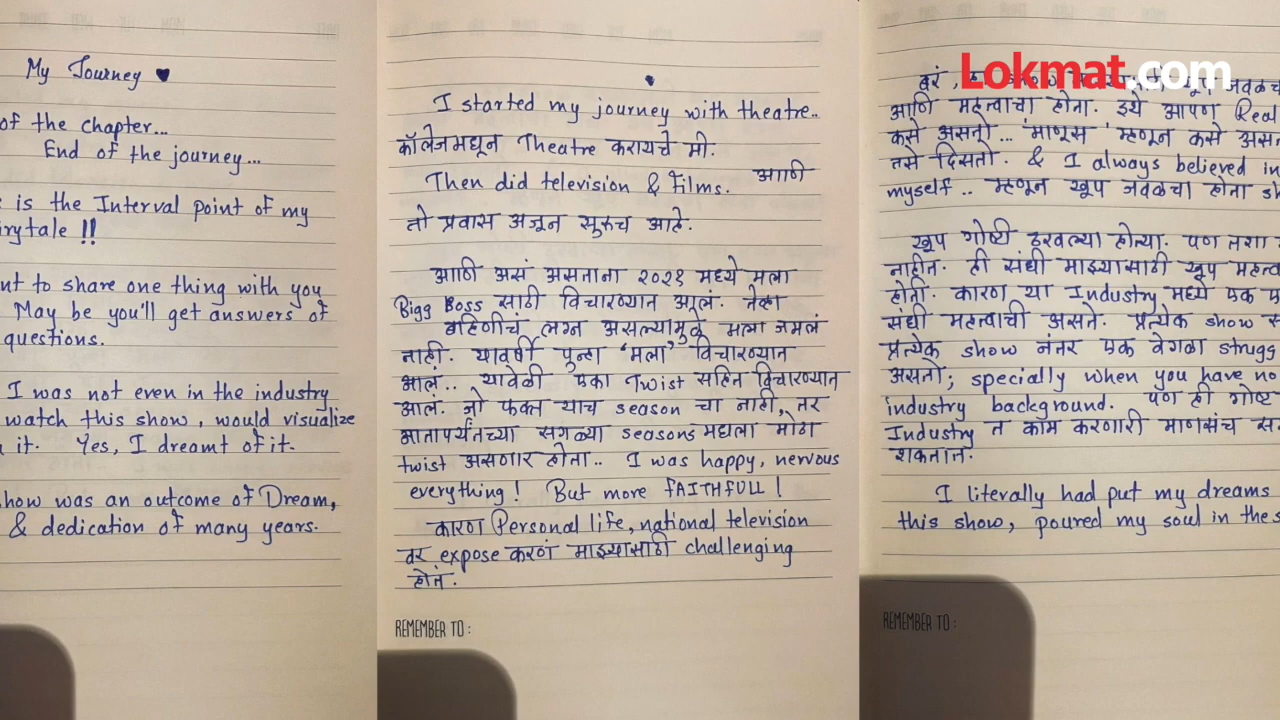 My Journey ♥
of the chapter...
End of the journey...
is the Interval point of my
rytale !!
nt to share one thing with you
May be you'll get answers of
questions.
I was not even in the industry
watch this show, would visualize
it. Yes, I dreamt of it.
how was an outcome of Dream,
& dedication of many years.
I started my journey with theatre..
कॉलेजमधून Theatre करायचे मी.
Then did television & Films. आणि
तो प्रवास अजून सुरुच आहे.
आणि असं असताना २०२१ मध्ये मला
Bigg Boss साठी विचारण्यात आलं. तेव्हा
बहिणीचं लग्न असल्यामुळे मला जमलं
नाही. यावर्षी पुन्हा 'मला' विचारण्यात
आलं.. यावेळी एका Twist सहित विचारण्यात
आलं. जो फक्त याच season चा नाही, तर
आतापर्यंतच्या सगळ्या seasons मधला मोठा
twist असणार होता.. I was happy, nervous
everything! But more FAITHFULL!
कारण Personal life, national television
वर expose करणं माझ्यासाठी challenging
होतं.
REMEMBER TO:
Lokmat.com
बरं,
आणि महत्वाचा होता. इथे आपण Real
कसे असतो... 'माणूस' म्हणून कसे असत
तसे दिसतो. & I always believed in
myself.. म्हणून खूप जवळचा होता sh
खूप गोष्टी ठरवल्या होत्या. पण तशा
नाहीत. ही संधी माझ्यासाठी खूप महत्व
होती. कारण या Industry मध्ये एक
संधी महत्वाची असते. प्रत्येक show
प्रत्येक show नंतर एक वेगळा strugg
असतो; specially when you have no
industry background. पण ही गोष्ट
Industry त काम करणारी माणसंच
शकतात.
I literally had put my dreams
this show, poured my soul in the s
REMEMBER TO: